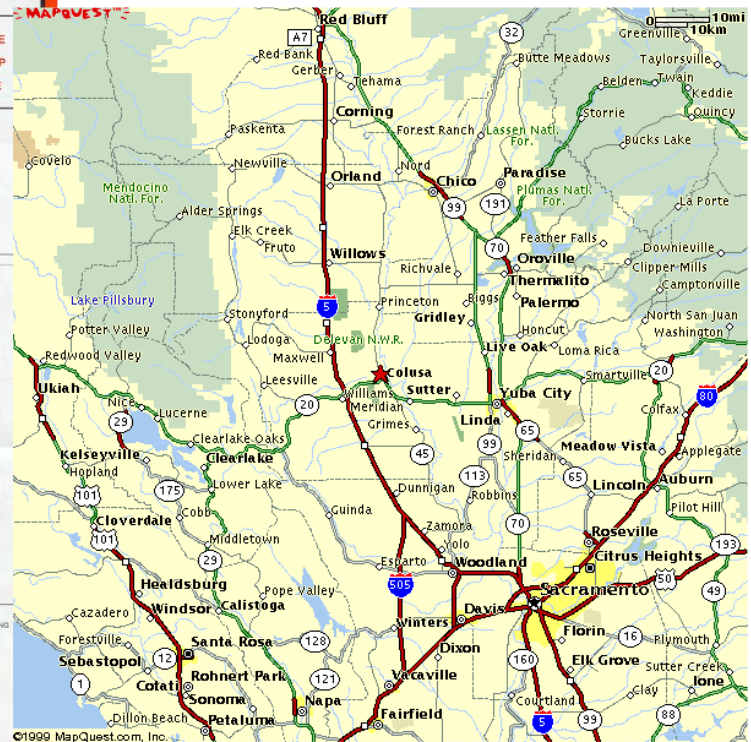 MAPQUEST™
Red Bluff
0 10mi
10km
Greenville
A7
32
Red Bank
Butte Meadows
Taylorsville
Gerber
Tehama
Belden
Twain
Keddie
Corning
Storrie
Quincy
Paskenta
Forest Ranch
Lassen Natl.
For.
Bucks Lake
Covelo
Newville
Nord
Paradise
Orland
Chico
Mendocino
Natl. For.
Plumas Natl.
For.
99
191
La Porte
Alder Springs
Elk Creek
Fruto
Feather Falls
70
Downieville
Willows
Oroville
Richvale
Clipper Mills
Thermalito
Camptonville
Lake Pillsbury
5
Princeton
Biggs
Palermo
Stonyford
Gridley
North San Juan
Potter Valley
Honcut
Washington
Lodoga
Delevan N.W.R.
Live Oak
Loma Rica
Redwood Valley
Maxwell
20
Colusa
Leesville
Smartville
Ukiah
Williams
Sutter
Yuba City
80
Nice
Lucerne
20
Meridian
Linda
Colfax
29
Grimes
65
Clearlake Oaks
99
Meadow Vista
Kelseyville
Clearlake
45
Sheridan
Applegate
Hopland
113
65
Auburn
101
175
Lower Lake
Dunnigan
Robbins
Lincoln
Cobb
Guinda
Pilot Hill
Cloverdale
70
101
Zamora
Roseville
193
Middletown
Yolo
29
Esparto
Woodland
Citrus Heights
50
Healdsburg
505
Sacramento
49
Pope Valley
Cazadero
Windsor
Calistoga
Davis
Winters
Florin
Forestville
Santa Rosa
128
16
Plymouth
Sebastopol
12
Dixon
160
Rohnert Park
Elk Grove
Sutter Creek
1
Cotati
121
Vacaville
Clay
Ione
Sonoma
Napa
Courtland
Dillon Beach
Petaluma
Fairfield
5
99
88
©1999 MapQuest.com, Inc.